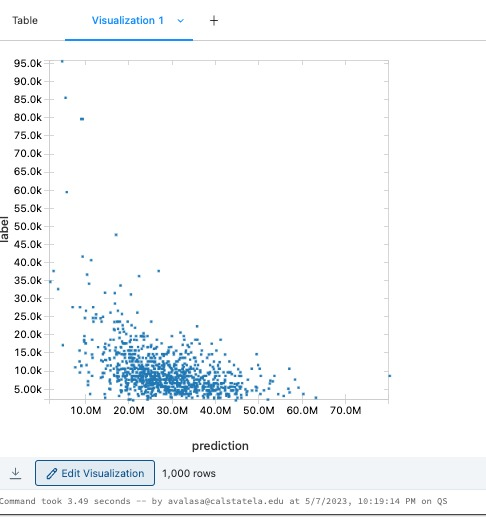 Table Visualization 1 +
95.0k
90.0k
85.0k
80.0k
75.0k
70.0k
65.0k
60.0k
55.0k
50.0k
45.0k
40.0k
35.0k
30.0k
25.0k
20.0k
15.0k
10.0k
5.00k
label
10.0M 20.0M 30.0M 40.0M 50.0M 60.0M 70.0M
prediction
Edit Visualization 1,000 rows
Command took 3.49 seconds -- by avalasa@calstatela.edu at 5/7/2023, 10:19:14 PM on QS